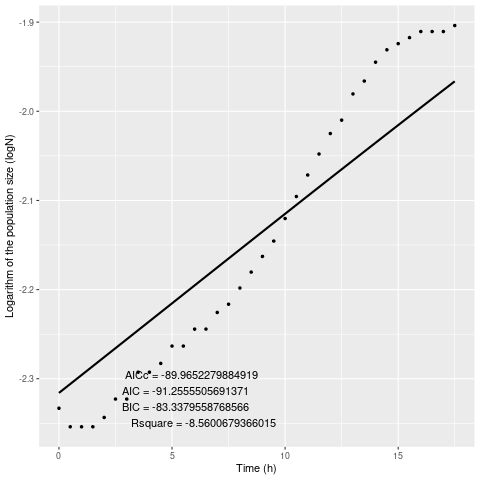 -1.9
-2.0
-2.1
-2.2
-2.3
Logarithm of the population size (logN)
AICc = -89.9652279884919
AIC = -91.2555505691371
BIC = -83.3379558768566
Rsquare = -8.5600679366015
0 5 10 15
Time (h)